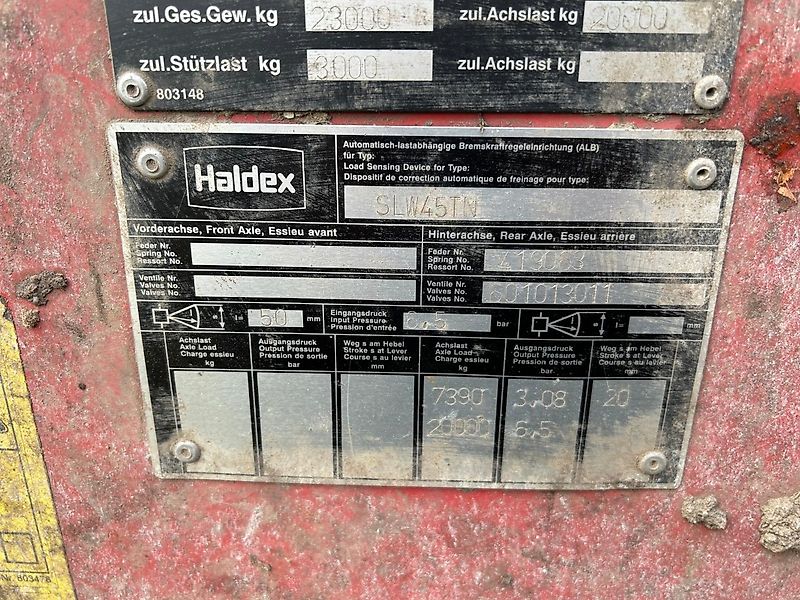 zul.Ges.Gew. kg 23000 zul.Achslast kg 20000
zul.Stützlast kg 3000 zul.Achslast kg
803148
Haldex
Automatisch-lastabhängige Bremskraftregeleinrichtung (ALB)
für Typ:
Load Sensing Device for Type:
Dispositif de correction automatique de freinage pour type:
SLW45TM
Vorderachse, Front Axle, Essieu avant
Hinterachse, Rear Axle, Essieu arriere
Feder Nr.
Spring No.
Ressort No.
Feder Nr.
Spring No.
Ressort No.
Ventile Nr.
Valves No.
Valves No.
Ventile Nr.
Valves No.
Valves No.
601013011
l= 150 mm
Eingangsdruck
Input Pressure
Pression d'entrée
6,5 bar
l= mm
Achslast
Axle Load
Charge essieu
kg
Ausgangsdruck
Output Pressure
Pression de sortie
bar
Weg s am Hebel
Stroke s at Lever
Course s au levier
mm
Achslast
Axle Load
Charge essieu
kg
Ausgangsdruck
Output Pressure
Pression de sortie
bar
Weg s am Hebel
Stroke s at Lever
Course s au levier
mm
7390 3,08 20
20000 6,5
Nr. 803478